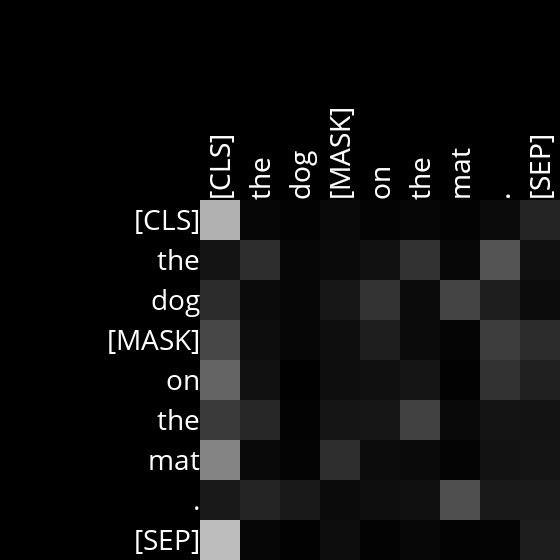 [CLS] the dog [MASK] on the mat . [SEP]
[CLS]
the
dog
[MASK]
on
the
mat
.
[SEP]